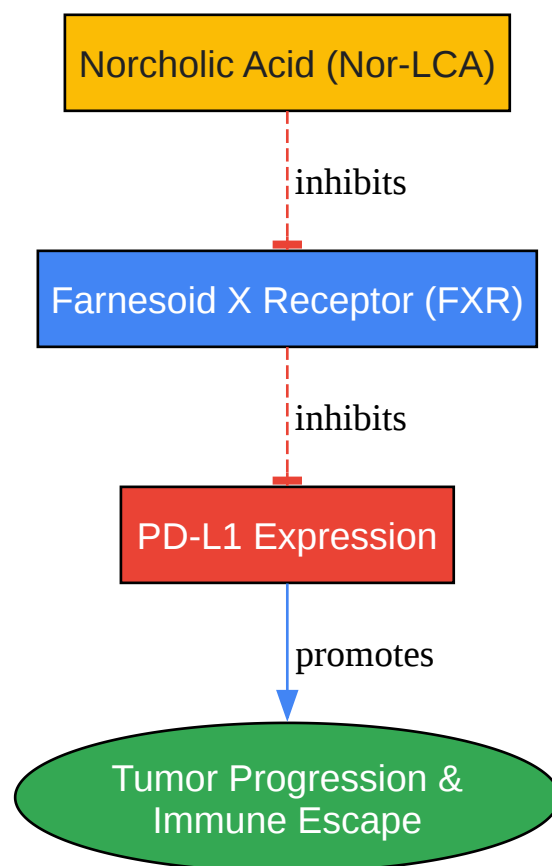 Norcholic Acid (Nor-LCA)
inhibits
Farnesoid X Receptor (FXR)
inhibits
PD-L1 Expression
promotes
Tumor Progression &
Immune Escape